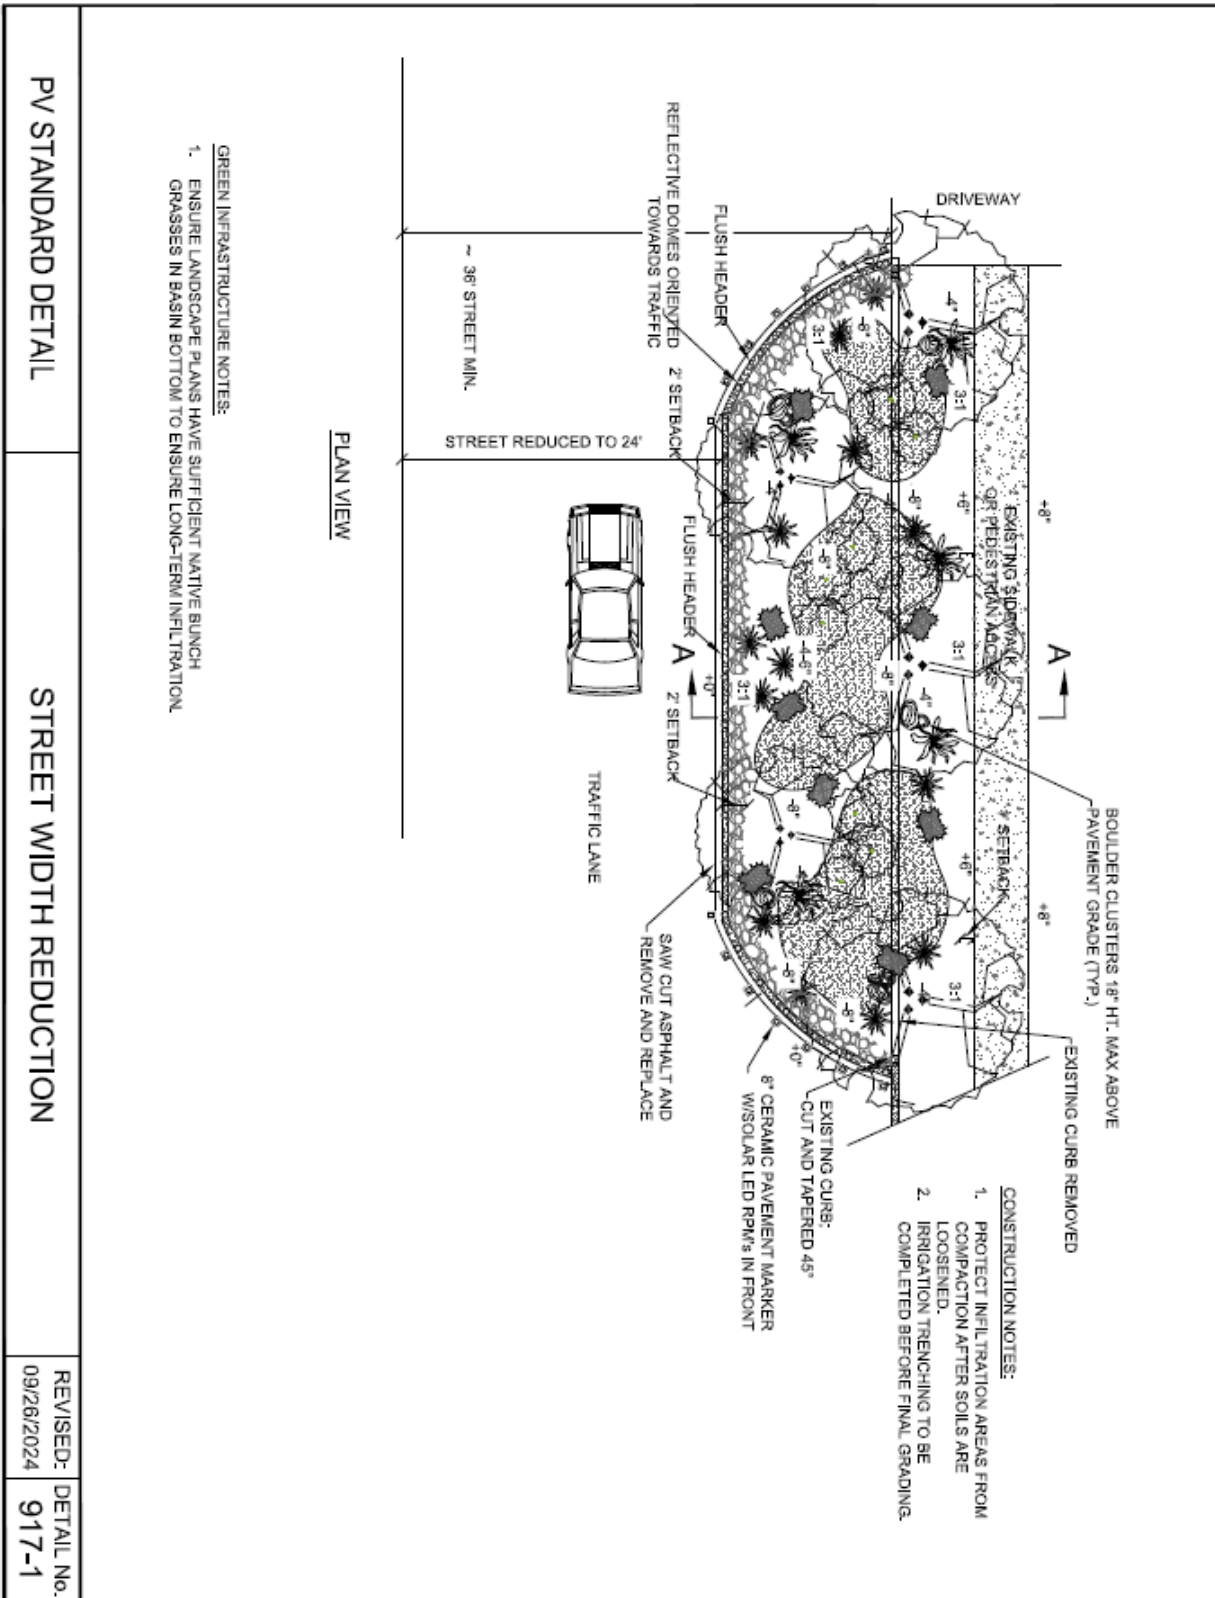 DRIVEWAY
+8"
EXISTING SIDEWALK
OR PEDESTRIAN ACCESS
+6"
3:1
A
BOULDER CLUSTERS 18" HT. MAX ABOVE
PAVEMENT GRADE (TYP.)
SETBACK
+6"
+8"
3:1
EXISTING CURB REMOVED
-4"
3:1
-6"
3:1
-8"
-8"
-4"
-6"
-8"
-8"
-6"
3:1
+0"
+0"
FLUSH HEADER
REFLECTIVE DOMES ORIENTED
TOWARDS TRAFFIC
2' SETBACK
FLUSH HEADER
A
2' SETBACK
~ 36' STREET MIN.
STREET REDUCED TO 24'
TRAFFIC LANE
SAW CUT ASPHALT AND
REMOVE AND REPLACE
EXISTING CURB:
CUT AND TAPERED 45°
8" CERAMIC PAVEMENT MARKER
W/SOLAR LED RPM's IN FRONT
CONSTRUCTION NOTES:
1. PROTECT INFILTRATION AREAS FROM
COMPACTION AFTER SOILS ARE
LOOSENED.
2. IRRIGATION TRENCHING TO BE
COMPLETED BEFORE FINAL GRADING.
PLAN VIEW
GREEN INFRASTRUCTURE NOTES:
1. ENSURE LANDSCAPE PLANS HAVE SUFFICIENT NATIVE BUNCH
GRASSES IN BASIN BOTTOM TO ENSURE LONG-TERM INFILTRATION.
PV STANDARD DETAIL
STREET WIDTH REDUCTION
REVISED:
09/26/2024
DETAIL No.
917-1